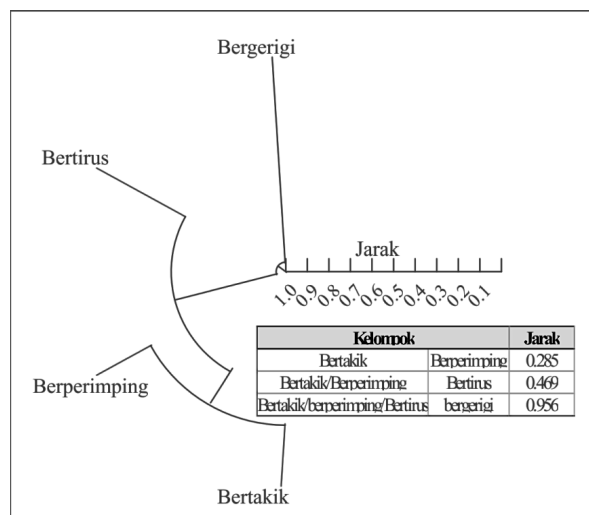 Bergerigi
Bertirus
Jarak
1.0 0.9 0.8 0.7 0.6 0.5 0.4 0.3 0.2 0.1
Kelompok Jarak
Bertakik Berperimping 0.285
Bertakik/Berperimping Bertirus 0.469
Bertakik/berperimping/Bertirus bergerigi 0.956
Berperimping
Bertakik